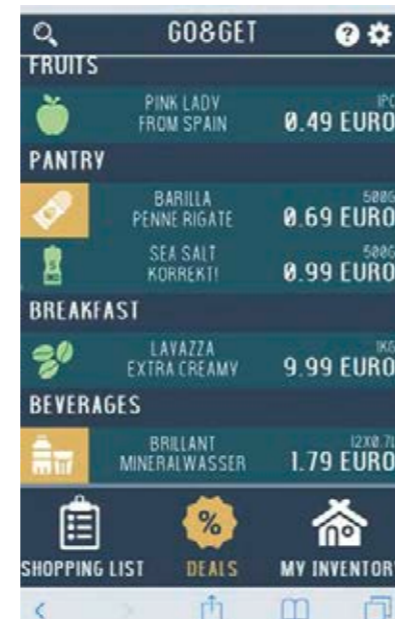 GO&GET
FRUITS
PINK LADY
FROM SPAIN
1PC
0.49 EURO
PANTRY
BARILLA
PENNE RIGATE
500G
0.69 EURO
SEA SALT
KORREKT!
500G
0.99 EURO
BREAKFAST
LAVAZZA
EXTRA CREAMY
1KG
9.99 EURO
BEVERAGES
BRILLANT
MINERALWASSER
12X0.7L
1.79 EURO
%
SHOPPING LIST
DEALS
MY INVENTOR